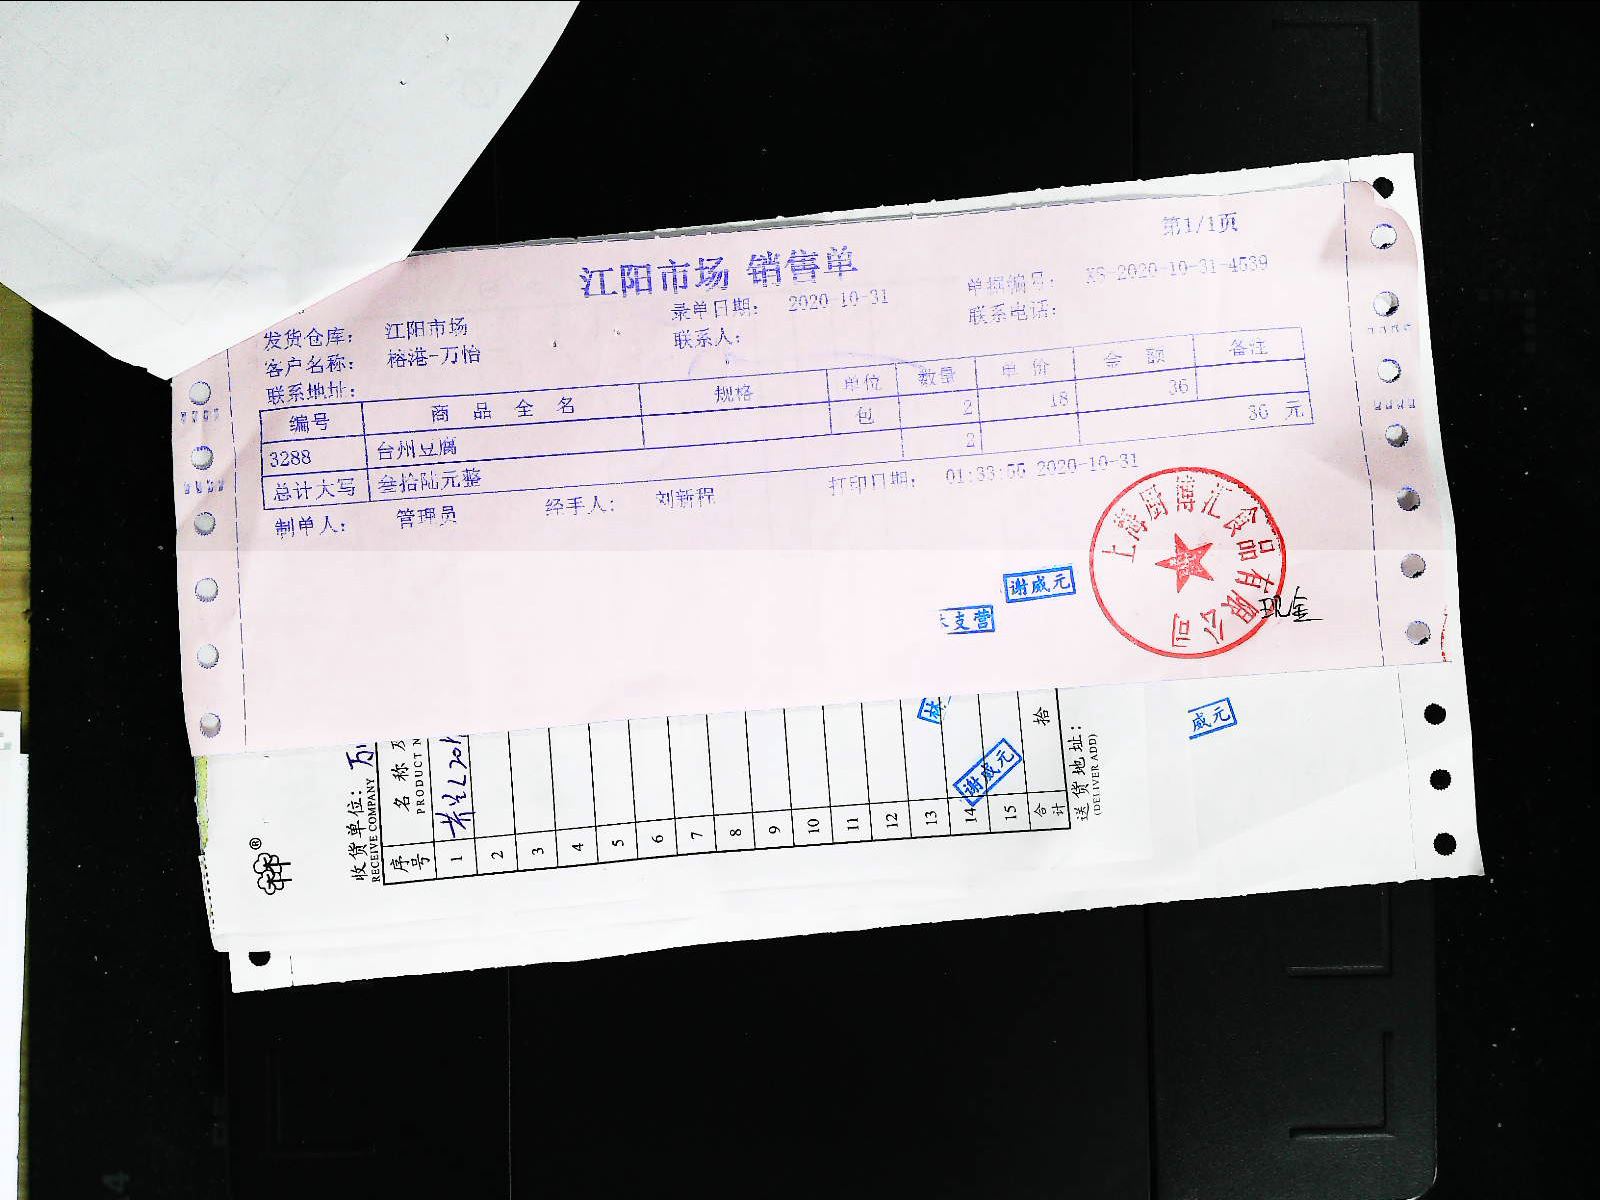 第1/1页
江阳市场 销售单
发货仓库： 江阳市场 录单日期： 2020-10-31 单据编号： XS-2020-10-31-4539
客户名称： 榕港-万怡 联系人： 联系电话：
联系地址：
编号 商品全名 规格 单位 数量 单价 金额 备注
3288 台州豆腐 包 2 18 36
总计大写 叁拾陆元整 2 36 元
制单人： 管理员 经手人： 刘新程 打印日期： 01:33:55 2020-10-31
上海厨博汇食品有限公司
现金
谢威元
支营
威元
林
谢威元
收货单位： 万
RECEIVE COMPANY
序号 名称及
PRODUCT N
1
2
3
4
5
6
7
8
9
10
11
12
13
14
15
合计 拾
送货地址：
(DELIVER ADD)